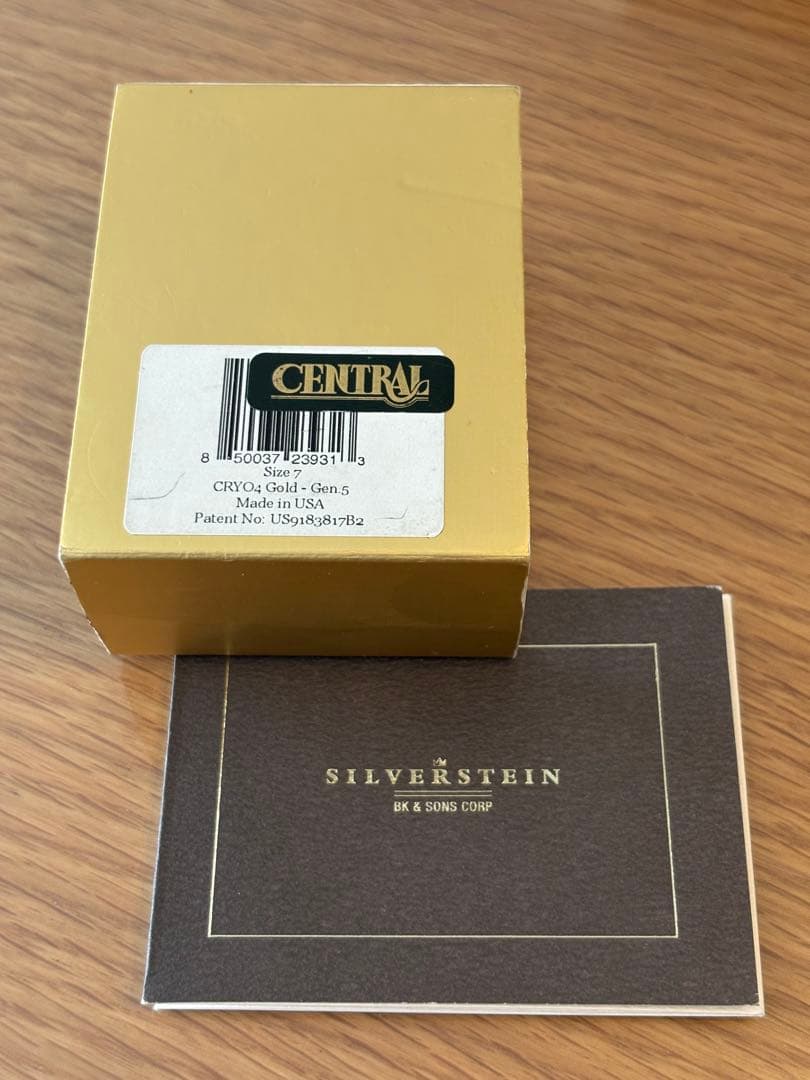 CENTRAL
8 50037 23931 3
Size 7
CRYO4 Gold - Gen.5
Made in USA
Patent No: US9183817B2
SILVERSTEIN
BK & SONS CORP